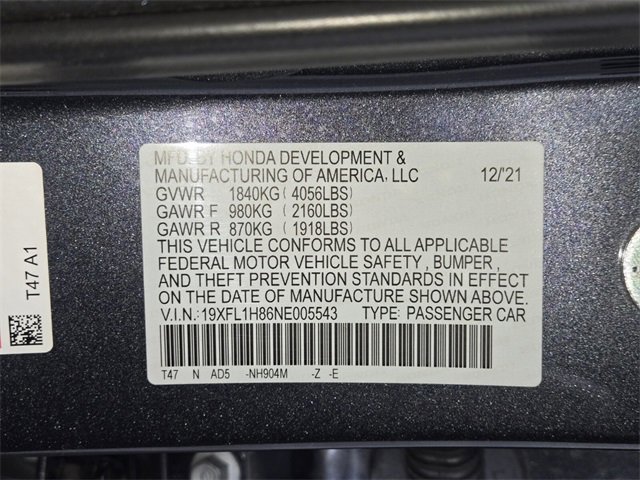 MFD. BY HONDA DEVELOPMENT &
MANUFACTURING OF AMERICA, LLC 12/'21
GVWR 1840KG ( 4056LBS)
GAWR F 980KG ( 2160LBS)
GAWR R 870KG ( 1918LBS)
THIS VEHICLE CONFORMS TO ALL APPLICABLE
FEDERAL MOTOR VEHICLE SAFETY , BUMPER,
AND THEFT PREVENTION STANDARDS IN EFFECT
ON THE DATE OF MANUFACTURE SHOWN ABOVE.
V.I.N.: 19XFL1H86NE005543 TYPE: PASSENGER CAR
T47 N AD5 -NH904M -Z -E
T47 A1